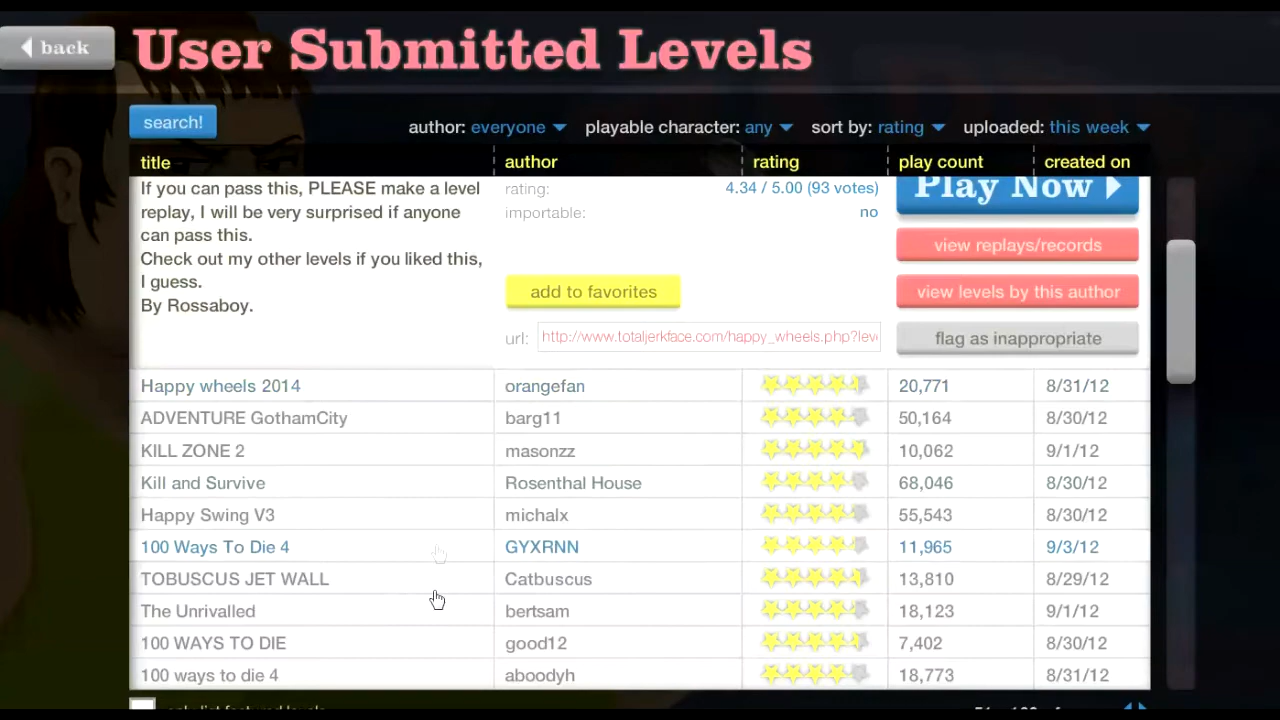 back
User Submitted Levels
search!
author: everyone
playable character: any
sort by: rating
uploaded: this week
title
author
rating
play count
created on
If you can pass this, PLEASE make a level
replay, I will be very surprised if anyone
can pass this.
Check out my other levels if you liked this,
I guess.
By Rossaboy.
rating: 4.34 / 5.00 (93 votes)
importable: no
add to favorites
url: http://www.totaljerkface.com/happy_wheels.php?leve
Play Now
view replays/records
view levels by this author
flag as inappropriate
Happy wheels 2014 orangefan 20,771 8/31/12
ADVENTURE GothamCity barg11 50,164 8/30/12
KILL ZONE 2 masonzz 10,062 9/1/12
Kill and Survive Rosenthal House 68,046 8/30/12
Happy Swing V3 michalx 55,543 8/30/12
100 Ways To Die 4 GYXRNN 11,965 9/3/12
TOBUSCUS JET WALL Catbuscus 13,810 8/29/12
The Unrivalled bertsam 18,123 9/1/12
100 WAYS TO DIE good12 7,402 8/30/12
100 ways to die 4 aboodyh 18,773 8/31/12